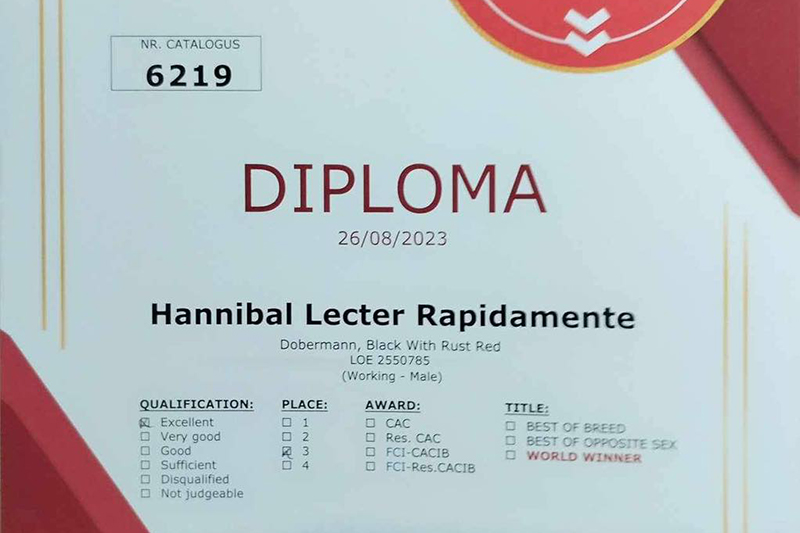 NR. CATALOGUS
6219
DIPLOMA
26/08/2023
Hannibal Lecter Rapidamente
Dobermann, Black With Rust Red
LOE 2550785
(Working - Male)
QUALIFICATION:
Excellent
Very good
Good
Sufficient
Disqualified
Not judgeable
PLACE:
1
2
3
4
AWARD:
CAC
Res. CAC
FCI-CACIB
FCI-Res.CACIB
TITLE:
BEST OF BREED
BEST OF OPPOSITE SEX
WORLD WINNER